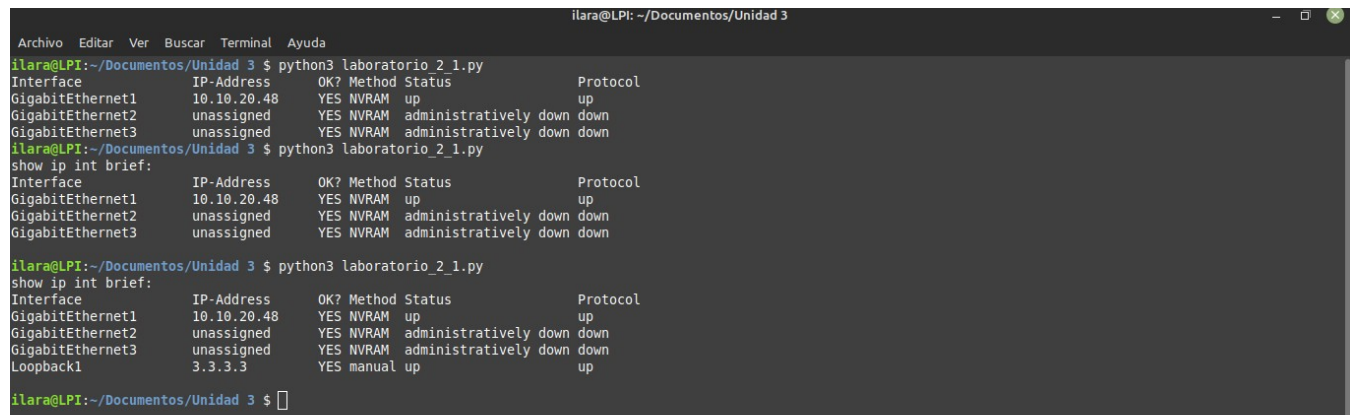 ilara@LPI: ~/Documentos/Unidad 3
Archivo Editar Ver Buscar Terminal Ayuda
ilara@LPI:~/Documentos/Unidad 3 $ python3 laboratorio_2_1.py
Interface IP-Address OK? Method Status Protocol
GigabitEthernet1 10.10.20.48 YES NVRAM up up
GigabitEthernet2 unassigned YES NVRAM administratively down down
GigabitEthernet3 unassigned YES NVRAM administratively down down
ilara@LPI:~/Documentos/Unidad 3 $ python3 laboratorio_2_1.py
show ip int brief:
Interface IP-Address OK? Method Status Protocol
GigabitEthernet1 10.10.20.48 YES NVRAM up up
GigabitEthernet2 unassigned YES NVRAM administratively down down
GigabitEthernet3 unassigned YES NVRAM administratively down down
ilara@LPI:~/Documentos/Unidad 3 $ python3 laboratorio_2_1.py
show ip int brief:
Interface IP-Address OK? Method Status Protocol
GigabitEthernet1 10.10.20.48 YES NVRAM up up
GigabitEthernet2 unassigned YES NVRAM administratively down down
GigabitEthernet3 unassigned YES NVRAM administratively down down
Loopback1 3.3.3.3 YES manual up up
ilara@LPI:~/Documentos/Unidad 3 $